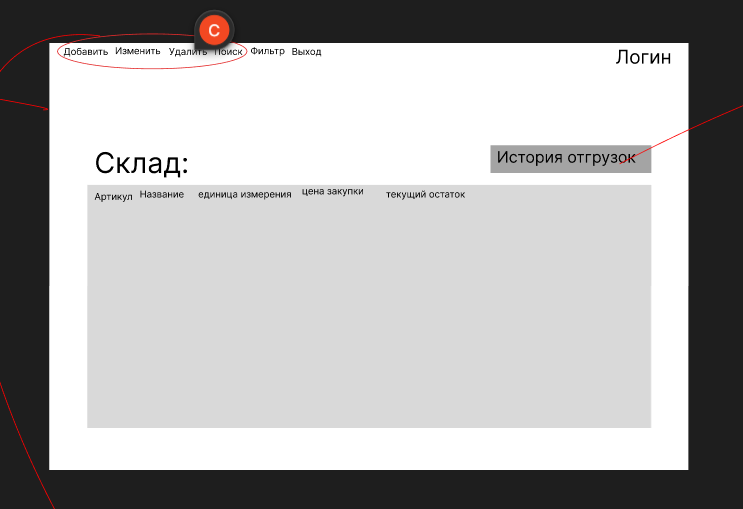 Добавить Изменить Удалить Поиск Фильтр Выход
С
Логин
Склад:
История отгрузок
Артикул Название единица измерения цена закупки текущий остаток